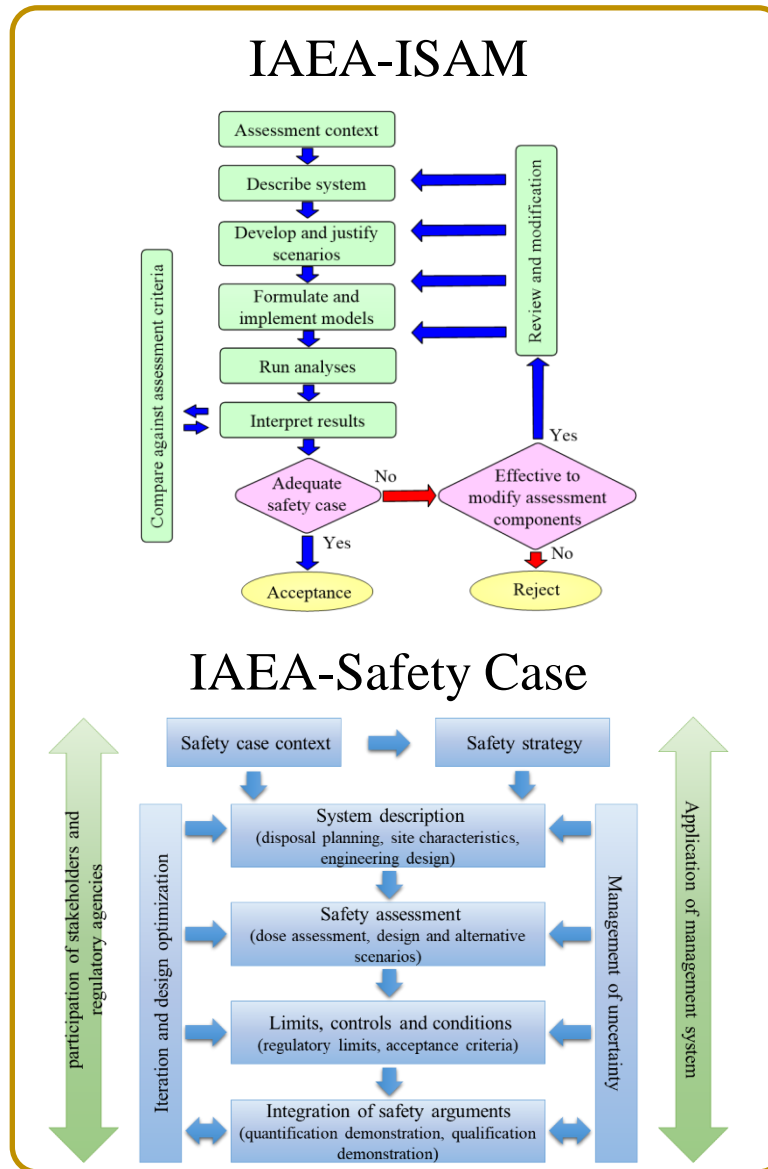 IAEA-ISAM
Assessment context
Describe system
Develop and justify
scenarios
Formulate and
implement models
Run analyses
Interpret results
Compare against assessment criteria
Review and modification
Adequate
safety case
No
Effective to
modify assessment
components
Yes
Yes
No
Acceptance
Reject
IAEA-Safety Case
Safety case context
Safety strategy
System description
(disposal planning, site characteristics,
engineering design)
Safety assessment
(dose assessment, design and alternative
scenarios)
Limits, controls and conditions
(regulatory limits, acceptance criteria)
Integration of safety arguments
(quantification demonstration, qualification
demonstration)
participation of stakeholders and
regulatory agencies
Iteration and design optimization
Management of uncertainty
Application of management system